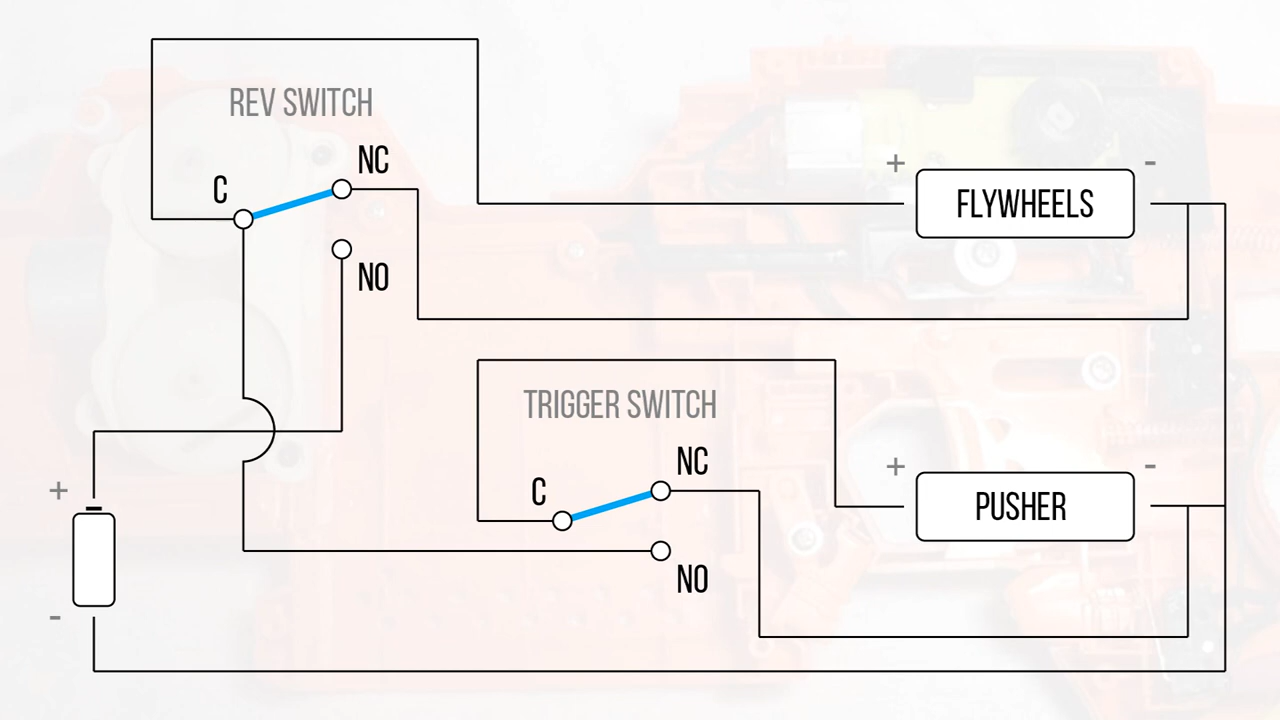 REV SWITCH
NC
C
NO
+
-
FLYWHEELS
TRIGGER SWITCH
NC
C
NO
+
-
PUSHER
+
-